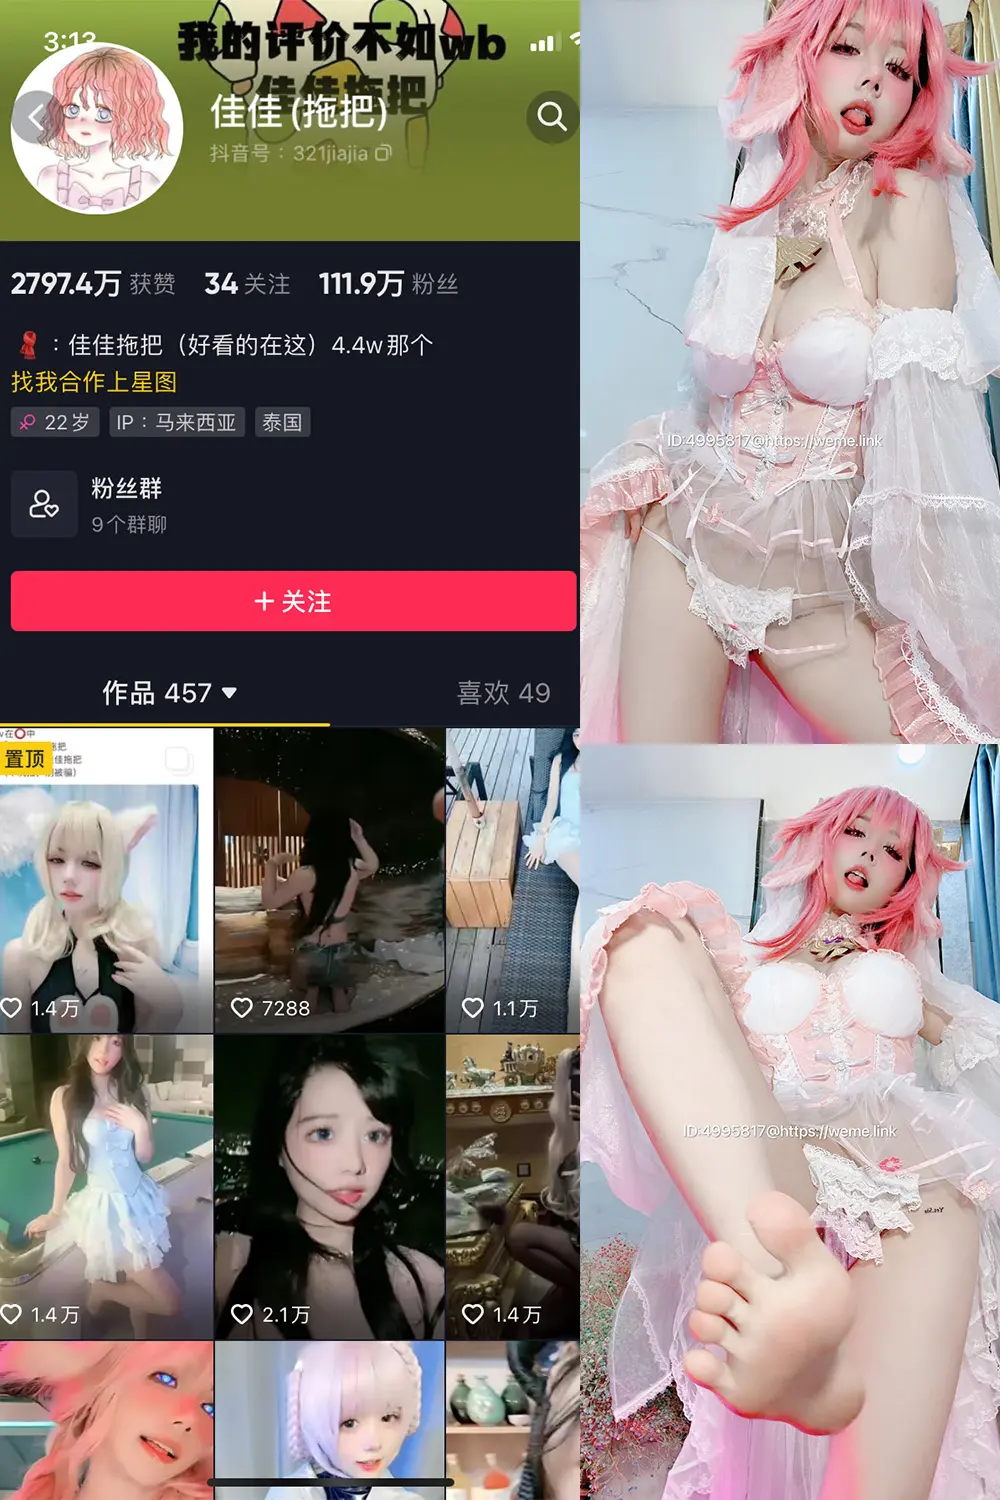 3:13
我的评价不如wb
佳佳拖把
佳佳(拖把)
抖音号：321jiajia
2797.4万 获赞 34 关注 111.9万 粉丝
：佳佳拖把（好看的在这）4.4w那个
找我合作上星图
22岁 IP：马来西亚 泰国
粉丝群
9个群聊
+ 关注
作品 457 喜欢 49
置顶
1.4万 7288 1.1万
1.4万 2.1万 1.4万
ID:4995817@https://weme.link
ID:4995817@https://weme.link